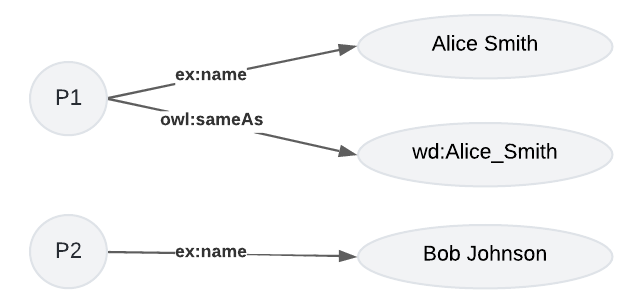 Alice Smith
ex:name
P1
owl:sameAs
wd:Alice_Smith
P2
ex:name
Bob Johnson